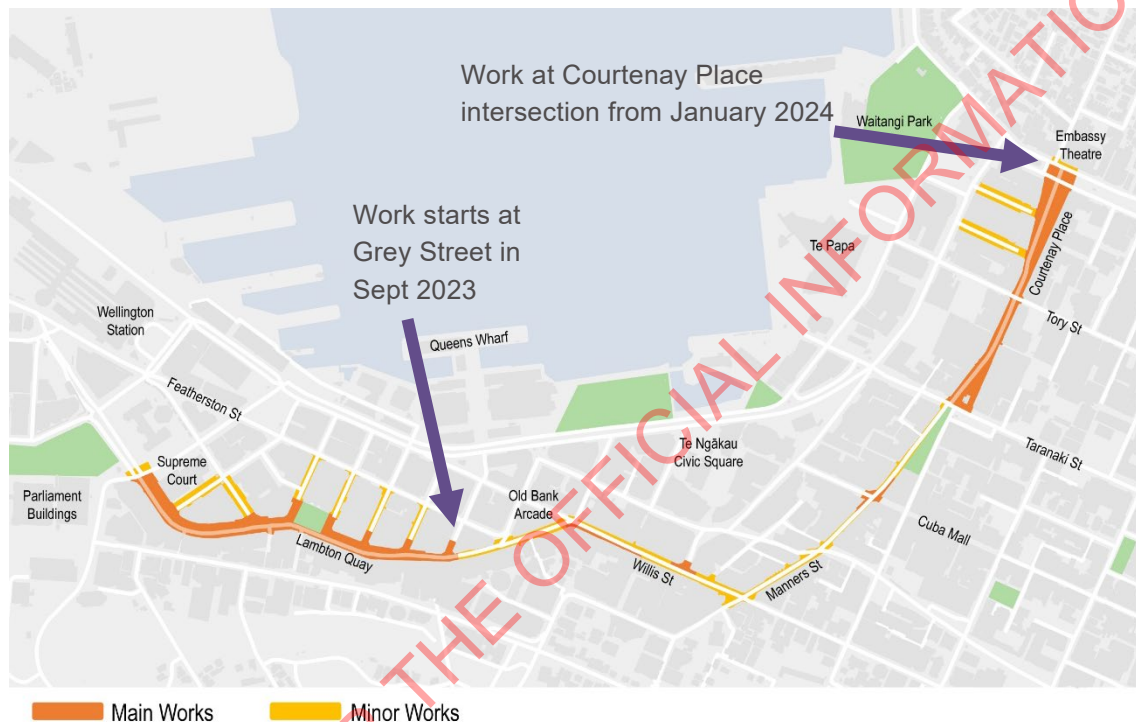 Work at Courtenay Place
intersection from January 2024
Waitangi Park
Embassy
Theatre
Work starts at
Grey Street in
Sept 2023
Te Papa
Courtenay Place
Tory St
Wellington
Station
Queens Wharf
Featherston St
Te Ngākau
Civic Square
Taranaki St
Supreme
Court
Parliament
Buildings
Old Bank
Arcade
Cuba Mall
Lambton Quay
Willis St
Manners St
Main Works
Minor Works
THE OFFICIAL INFORMATIO